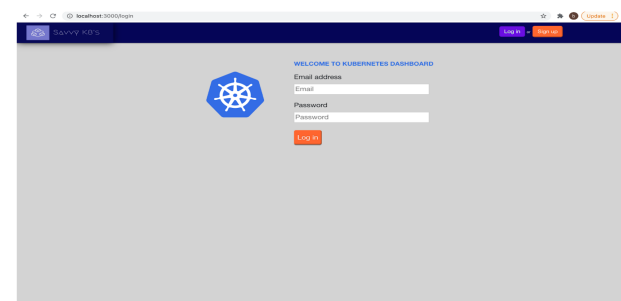 localhost:3000/login
Update
Savvy K8'S
Log in
Sign up
WELCOME TO KUBERNETES DASHBOARD
Email address
Email
Password
Password
Log in